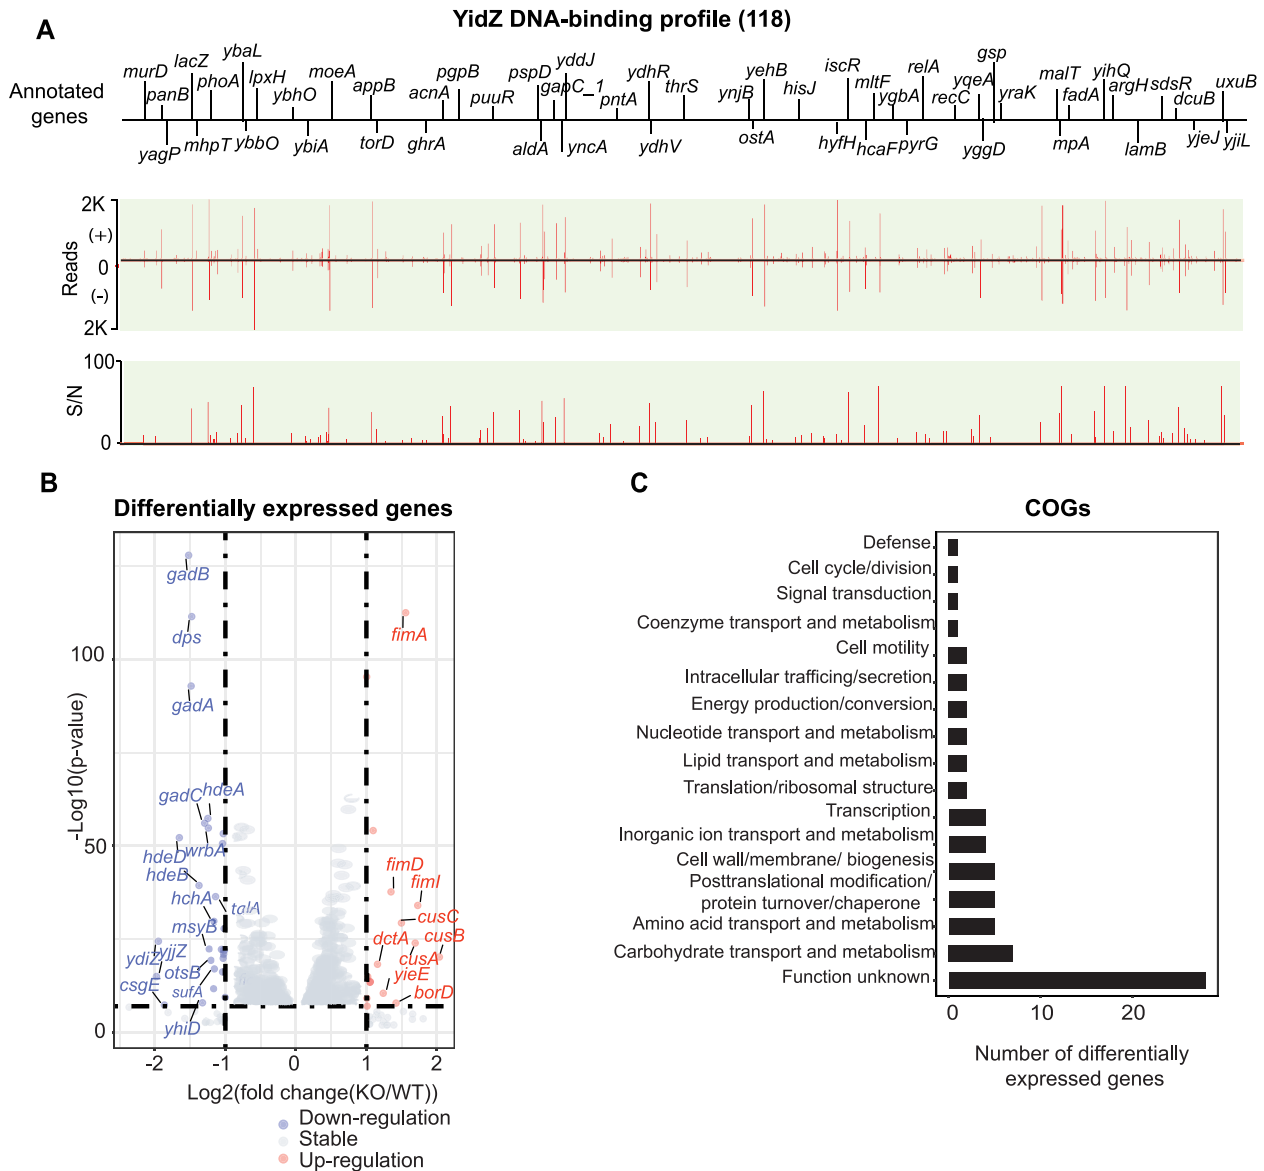 A
YidZ DNA-binding profile (118)
Annotated
genes
murD
panB
lacZ
phoA
ybaL
lpxH
ybhO
moeA
appB
acnA
pgpB
puuR
pspD
yddJ
gapC_1
pntA
ydhR
thrS
ynjB
yehB
hisJ
iscR
mltF
ygbA
relA
recC
yqeA
gsp
yraK
malT
fadA
yihQ
argH
sdsR
dcuB
uxuB
yagP
mhpT
ybbO
ybiA
torD
ghrA
aldA
yncA
ydhV
ostA
hyfH
hcaF
pyrG
yggD
mpA
lamB
yjeJ
yjiL
2K
(+)
0
(-)
2K
Reads
100
0
S/N
B
Differentially expressed genes
-Log10(p-value)
100
50
0
gadB
dps
gadA
gadC
hdeA
hdeD
wrbA
hdeB
hchA
talA
msyB
ydiZ
yjjZ
otsB
csgE
sufA
yhiD
fimA
fimD
fimI
cusC
dctA
cusB
cusA
yieE
borD
-2 -1 0 1 2
Log2(fold change(KO/WT))
Down-regulation
Stable
Up-regulation
C
COGs
Defense
Cell cycle/division
Signal transduction
Coenzyme transport and metabolism
Cell motility
Intracellular trafficing/secretion
Energy production/conversion
Nucleotide transport and metabolism
Lipid transport and metabolism
Translation/ribosomal structure
Transcription
Inorganic ion transport and metabolism
Cell wall/membrane/ biogenesis
Posttranslational modification/
protein turnover/chaperone
Amino acid transport and metabolism
Carbohydrate transport and metabolism
Function unknown
0 10 20
Number of differentially
expressed genes